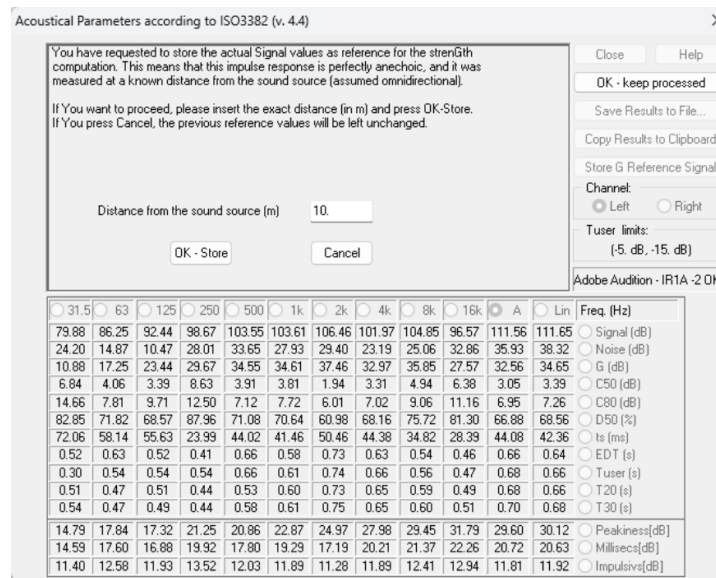 Acoustical Parameters according to ISO3382 (v. 4.4)
You have requested to store the actual Signal values as reference for the strenGth
computation. This means that this impulse response is perfectly anechoic, and it was
measured at a known distance from the sound source (assumed omnidirectional).
If You want to proceed, please insert the exact distance (in m) and press OK-Store.
If You press Cancel, the previous reference values will be left unchanged.
Distance from the sound source (m) 10.
OK - Store Cancel
Close Help
OK - keep processed
Save Results to File...
Copy Results to Clipboard
Store G Reference Signal
Channel:
Left Right
Tuser limits:
(-5. dB, -15. dB)
Adobe Audition - IR1A -2 OK
31.5 63 125 250 500 1k 2k 4k 8k 16k A Lin Freq. (Hz)
79.88 86.25 92.44 98.67 103.55 103.61 106.46 101.97 104.85 96.57 111.56 111.65 Signal (dB)
24.20 14.87 10.47 28.01 33.65 27.93 29.40 23.19 25.06 32.86 35.93 38.32 Noise (dB)
10.88 17.25 23.44 29.67 34.55 34.61 37.46 32.97 35.85 27.57 32.56 34.65 G (dB)
6.84 4.06 3.39 8.63 3.91 3.81 1.94 3.31 4.94 6.38 3.05 3.39 C50 (dB)
14.66 7.81 9.71 12.50 7.12 7.72 6.01 7.02 9.06 11.16 6.95 7.26 C80 (dB)
82.85 71.82 68.57 87.96 71.08 70.64 60.98 68.16 75.72 81.30 66.88 68.56 D50 (%)
72.06 58.14 55.63 23.99 44.02 41.46 50.46 44.38 34.82 28.39 44.08 42.36 ts (ms)
0.52 0.63 0.52 0.41 0.66 0.58 0.73 0.63 0.54 0.46 0.66 0.64 EDT (s)
0.30 0.54 0.54 0.54 0.66 0.61 0.74 0.66 0.56 0.47 0.68 0.66 Tuser (s)
0.51 0.47 0.51 0.44 0.53 0.60 0.73 0.65 0.59 0.49 0.68 0.66 T20 (s)
0.54 0.47 0.49 0.44 0.58 0.61 0.75 0.65 0.60 0.51 0.70 0.68 T30 (s)
14.79 17.84 17.32 21.25 20.86 22.87 24.97 27.98 29.45 31.79 29.60 30.12 Peakiness[dB]
14.59 17.60 16.88 19.92 17.80 19.29 17.19 20.21 21.37 22.26 20.72 20.63 Millisecs[dB]
11.40 12.58 11.93 13.52 12.03 11.89 11.28 11.89 12.41 12.94 11.81 11.92 Impulsivs[dB]